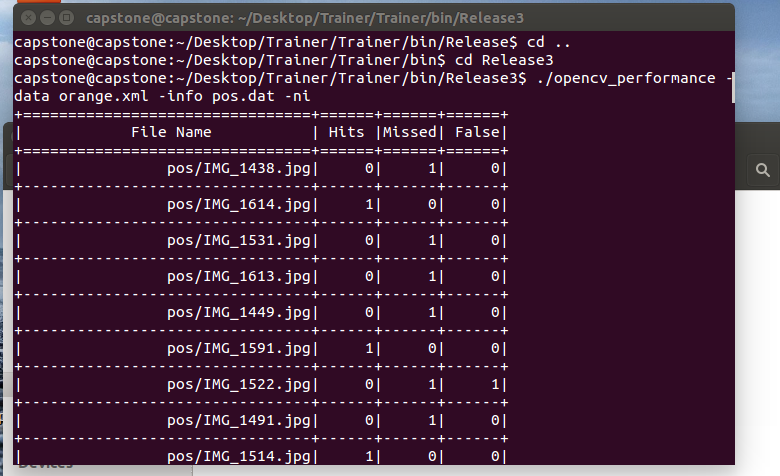 capstone@capstone: ~/Desktop/Trainer/Trainer/bin/Release3
capstone@capstone:~/Desktop/Trainer/Trainer/bin/Release$ cd ..
capstone@capstone:~/Desktop/Trainer/Trainer/bin$ cd Release3
capstone@capstone:~/Desktop/Trainer/Trainer/bin/Release3$ ./opencv_performance -
data orange.xml -info pos.dat -ni
+================================+======+======+======+
|            File Name           | Hits |Missed| False|
+================================+======+======+======+
|                pos/IMG_1438.jpg|     0|     1|     0|
+--------------------------------+------+------+------+
|                pos/IMG_1614.jpg|     1|     0|     0|
+--------------------------------+------+------+------+
|                pos/IMG_1531.jpg|     0|     1|     0|
+--------------------------------+------+------+------+
|                pos/IMG_1613.jpg|     0|     1|     0|
+--------------------------------+------+------+------+
|                pos/IMG_1449.jpg|     0|     1|     0|
+--------------------------------+------+------+------+
|                pos/IMG_1591.jpg|     1|     0|     0|
+--------------------------------+------+------+------+
|                pos/IMG_1522.jpg|     0|     1|     1|
+--------------------------------+------+------+------+
|                pos/IMG_1491.jpg|     0|     1|     0|
+--------------------------------+------+------+------+
|                pos/IMG_1514.jpg|     1|     0|     0|
Devices